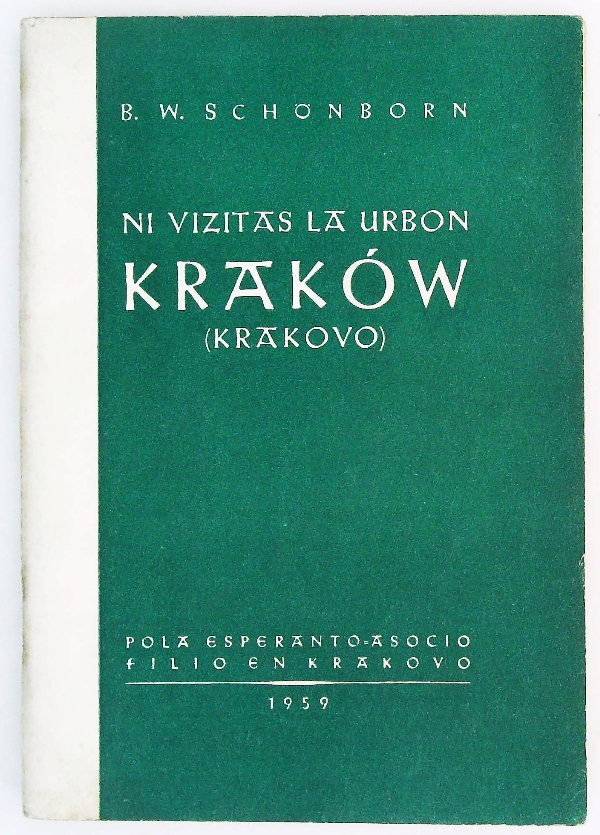 B. W. SCHÖNBORN
NI VIZITAS LA URBON
KRAKÓW
(KRAKOVO)
POLA ESPERANTO=ASOCIO
FILIO EN KRAKOVO
1959